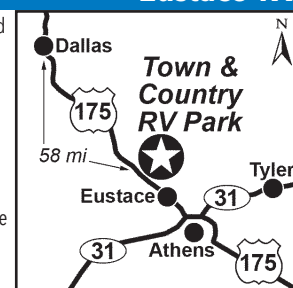 N
Dallas
Town &
Country
RV Park
175
58 mi
Tyler
Eustace
31
31
Athens
175